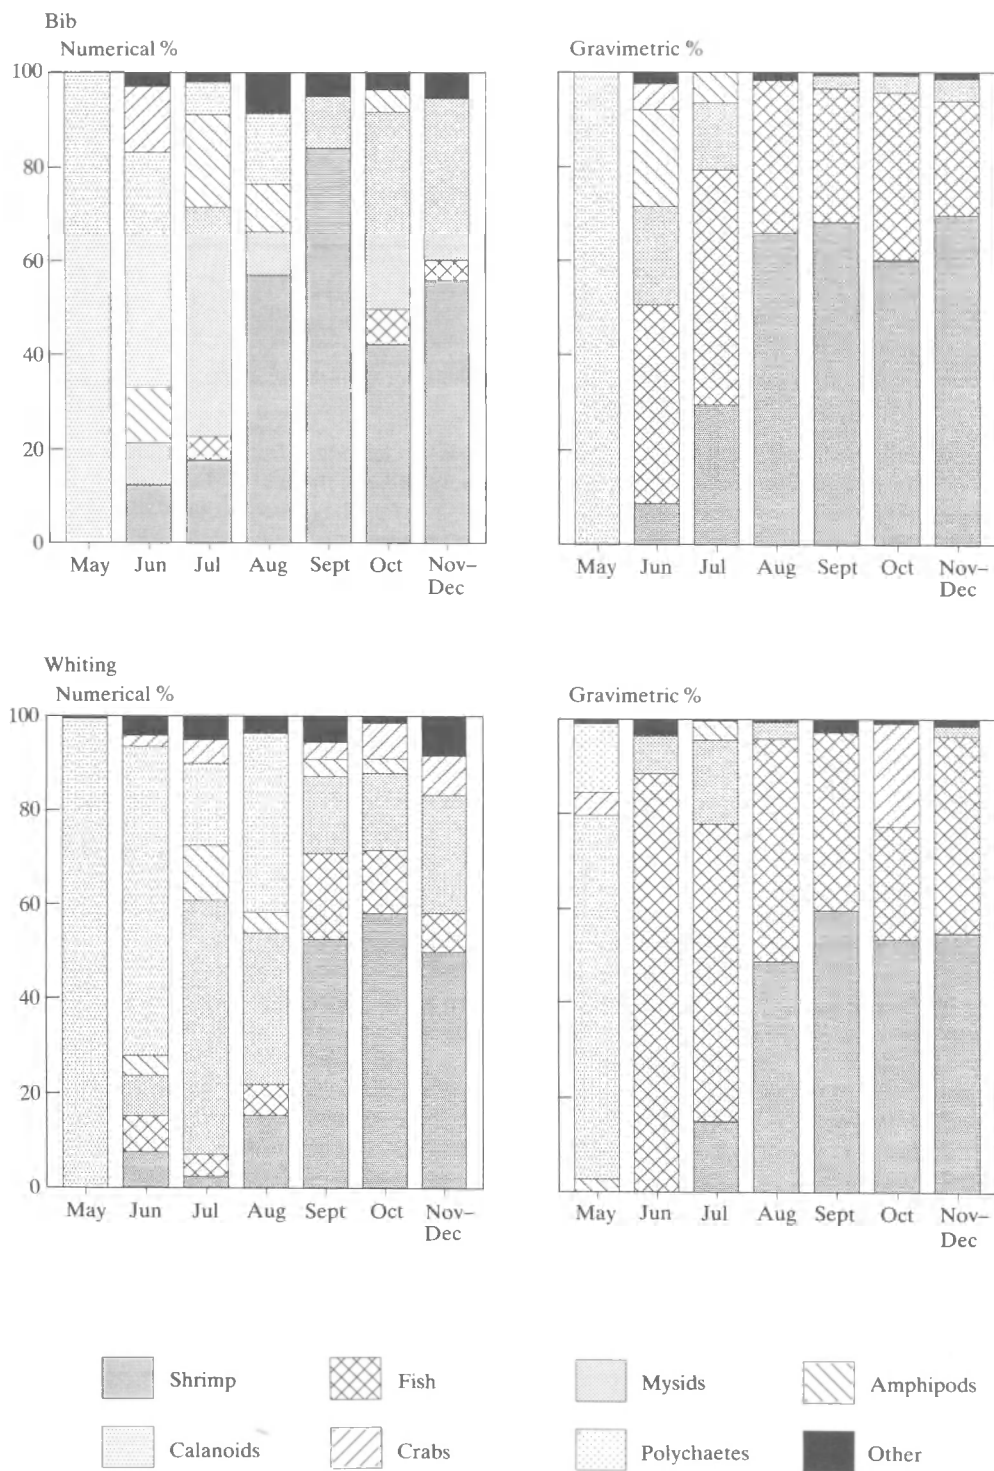 Bib
Numerical %
Gravimetric %
100
80
60
40
20
0
May Jun Jul Aug Sept Oct Nov–
Dec
May Jun Jul Aug Sept Oct Nov–
Dec
Whiting
Numerical %
Gravimetric %
100
80
60
40
20
0
May Jun Jul Aug Sept Oct Nov–
Dec
May Jun Jul Aug Sept Oct Nov–
Dec
Shrimp Fish Mysids Amphipods
Calanoids Crabs Polychaetes Other